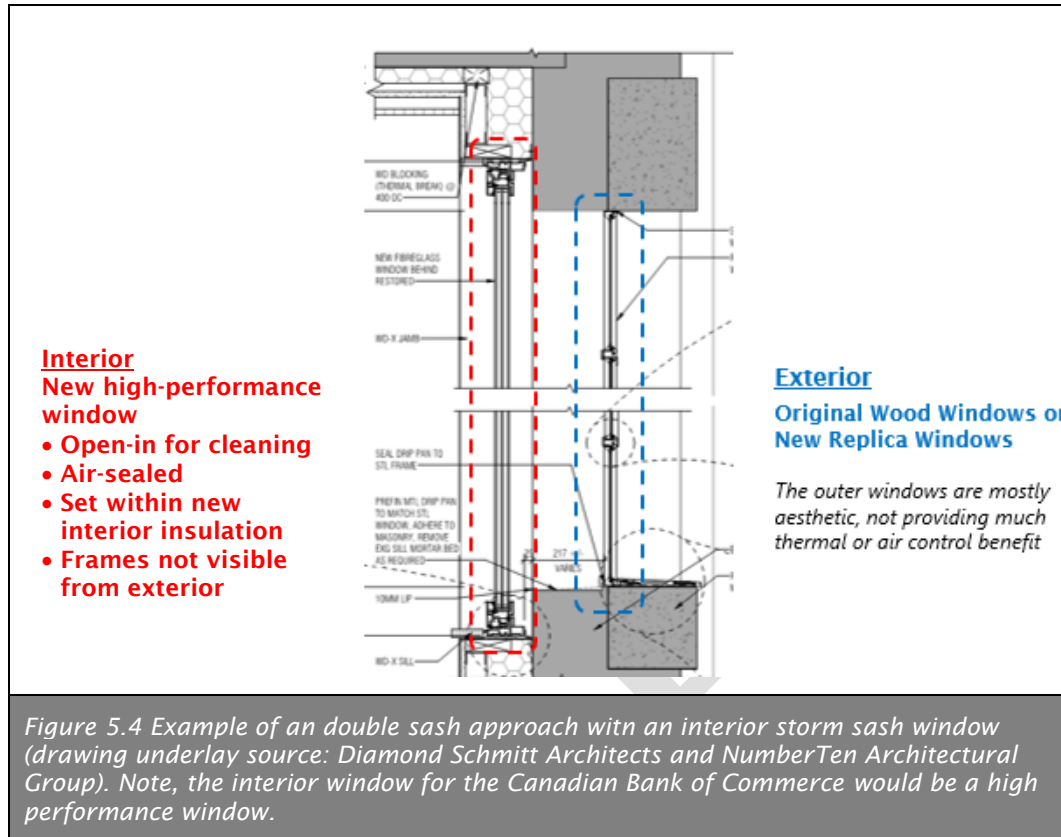 WD BLOCKING
(THERMAL BREAK) @
400 OC
NEW FIBREGLASS
WINDOW BEHIND
RESTORED
WD-X JAMB
SEAL DRIP PAN TO
STL FRAME
PREFIN MTL DRIP PAN
TO MATCH STL
WINDOW, ADHERE TO
MASONRY, REMOVE
EXG SILL MORTAR BED
AS REQUIRED
25
217 +/-
VARIES
10MM LIP
WD-X SILL
Interior
New high-performance
window
• Open-in for cleaning
• Air-sealed
• Set within new
interior insulation
• Frames not visible
from exterior
Exterior
Original Wood Windows or
New Replica Windows
The outer windows are mostly
aesthetic, not providing much
thermal or air control benefit
Figure 5.4 Example of an double sash approach witn an interior storm sash window
(drawing underlay source: Diamond Schmitt Architects and NumberTen Architectural
Group). Note, the interior window for the Canadian Bank of Commerce would be a high
performance window.